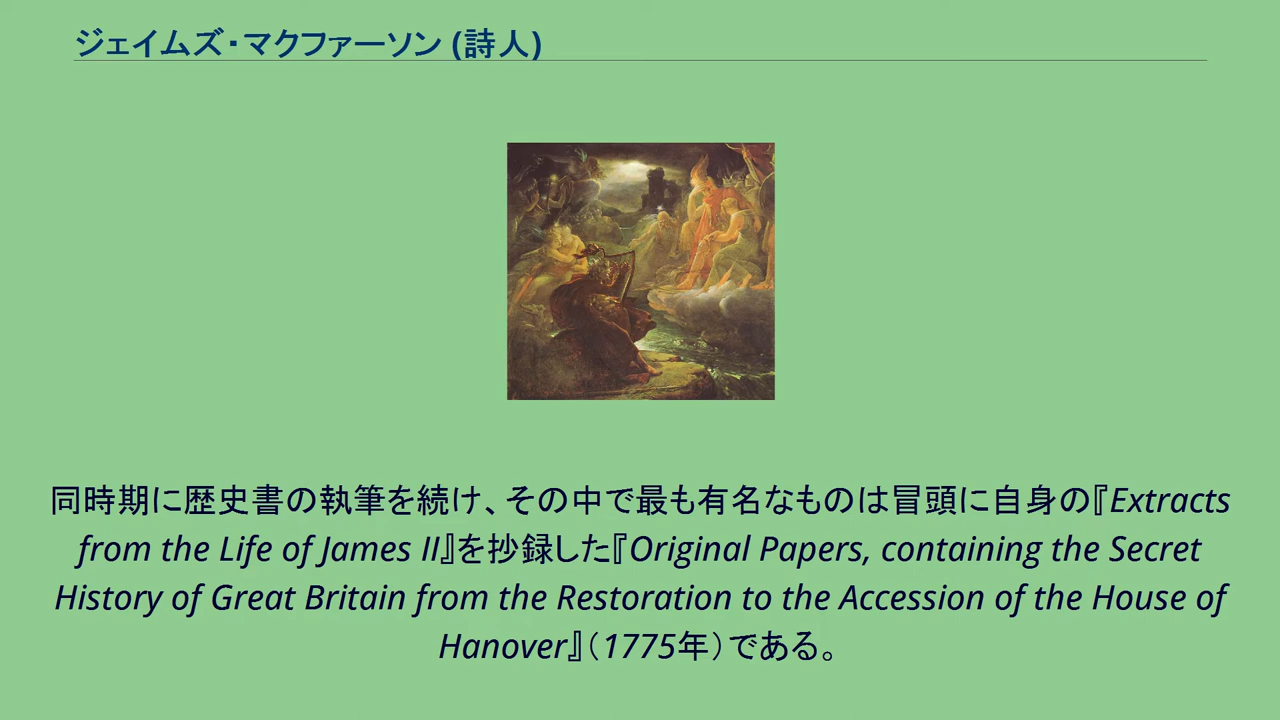 ジェイムズ・マクファーソン (詩人)
同時期に歴史書の執筆を続け、その中で最も有名なものは冒頭に自身の『Extracts
from the Life of James II』を抄録した『Original Papers, containing the Secret
History of Great Britain from the Restoration to the Accession of the House of
Hanover』（1775年）である。